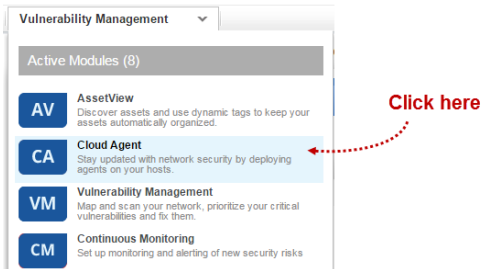 Vulnerability Management
Active Modules (8)
AV
AssetView
Discover assets and use dynamic tags to keep your
assets automatically organized.
CA
Cloud Agent
Stay updated with network security by deploying
agents on your hosts.
Click here
VM
Vulnerability Management
Map and scan your network, prioritize your critical
vulnerabilities and fix them.
CM
Continuous Monitoring
Set up monitoring and alerting of new security risks